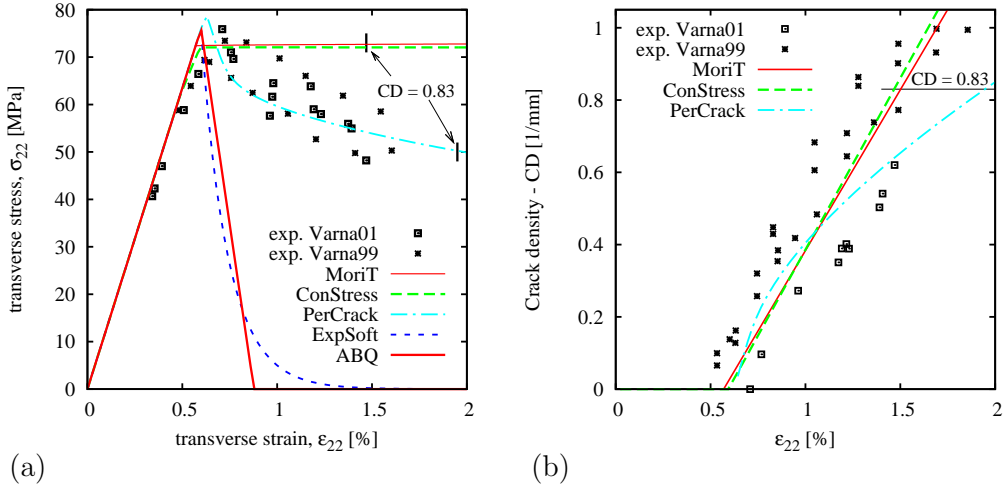 80
70
60
50
40
30
20
10
0
transverse stress, σ22 [MPa]
CD = 0.83
exp. Varna01
exp. Varna99
MoriT
ConStress
PerCrack
ExpSoft
ABQ
0 0.5 1 1.5 2
transverse strain, ε22 [%]
(a)
1
0.8
0.6
0.4
0.2
0
Crack density - CD [1/mm]
exp. Varna01
exp. Varna99
MoriT
ConStress
PerCrack
CD = 0.83
0 0.5 1 1.5 2
ε22 [%]
(b)